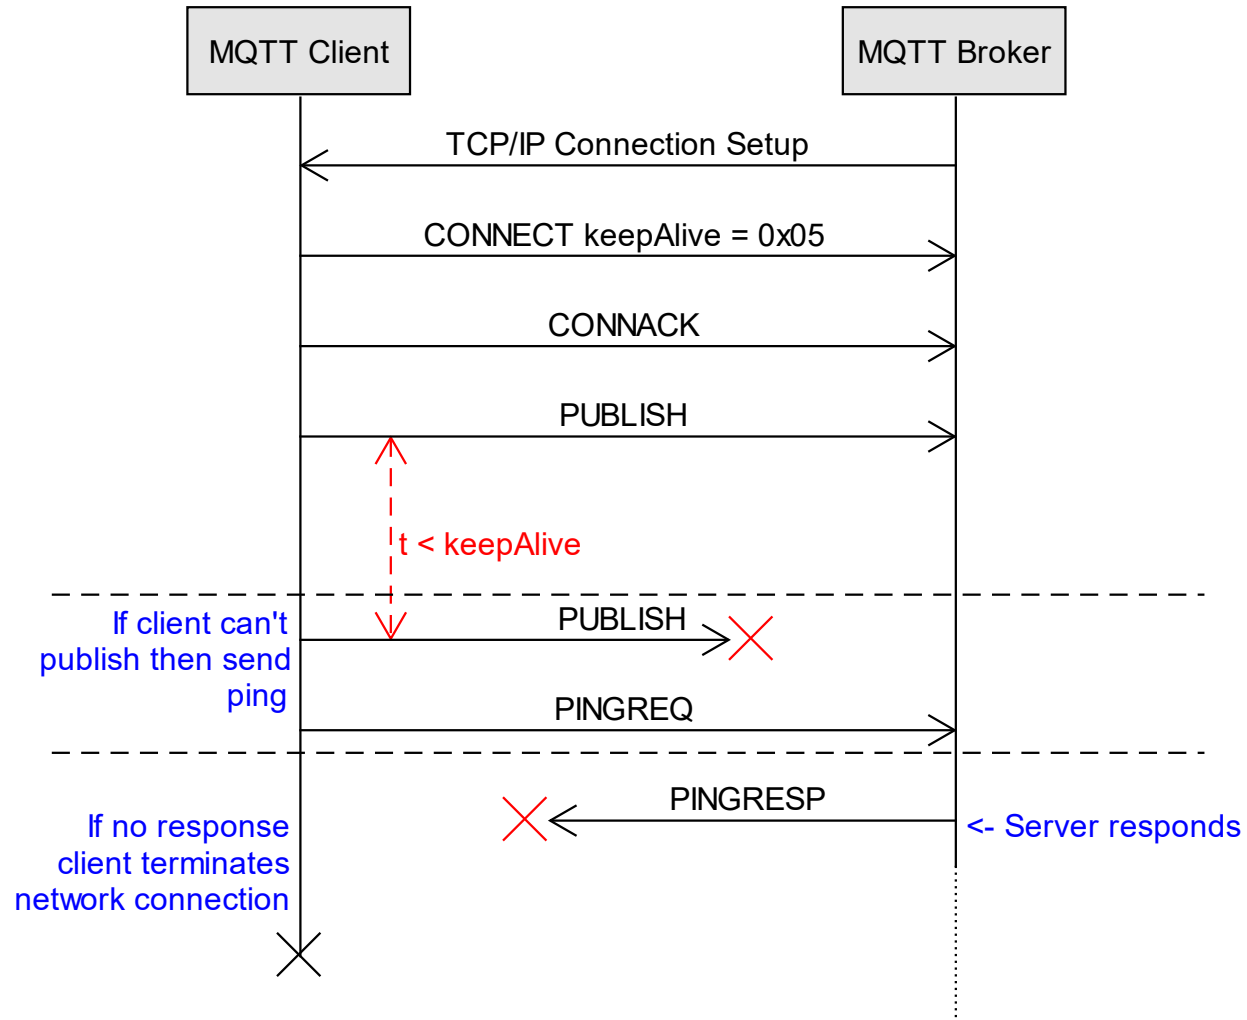 MQTT Client
MQTT Broker
TCP/IP Connection Setup
CONNECT keepAlive = 0x05
CONNACK
PUBLISH
t < keepAlive
If client can't
publish then send
ping
PUBLISH
PINGREQ
PINGRESP
If no response
client terminates
network connection
<- Server responds